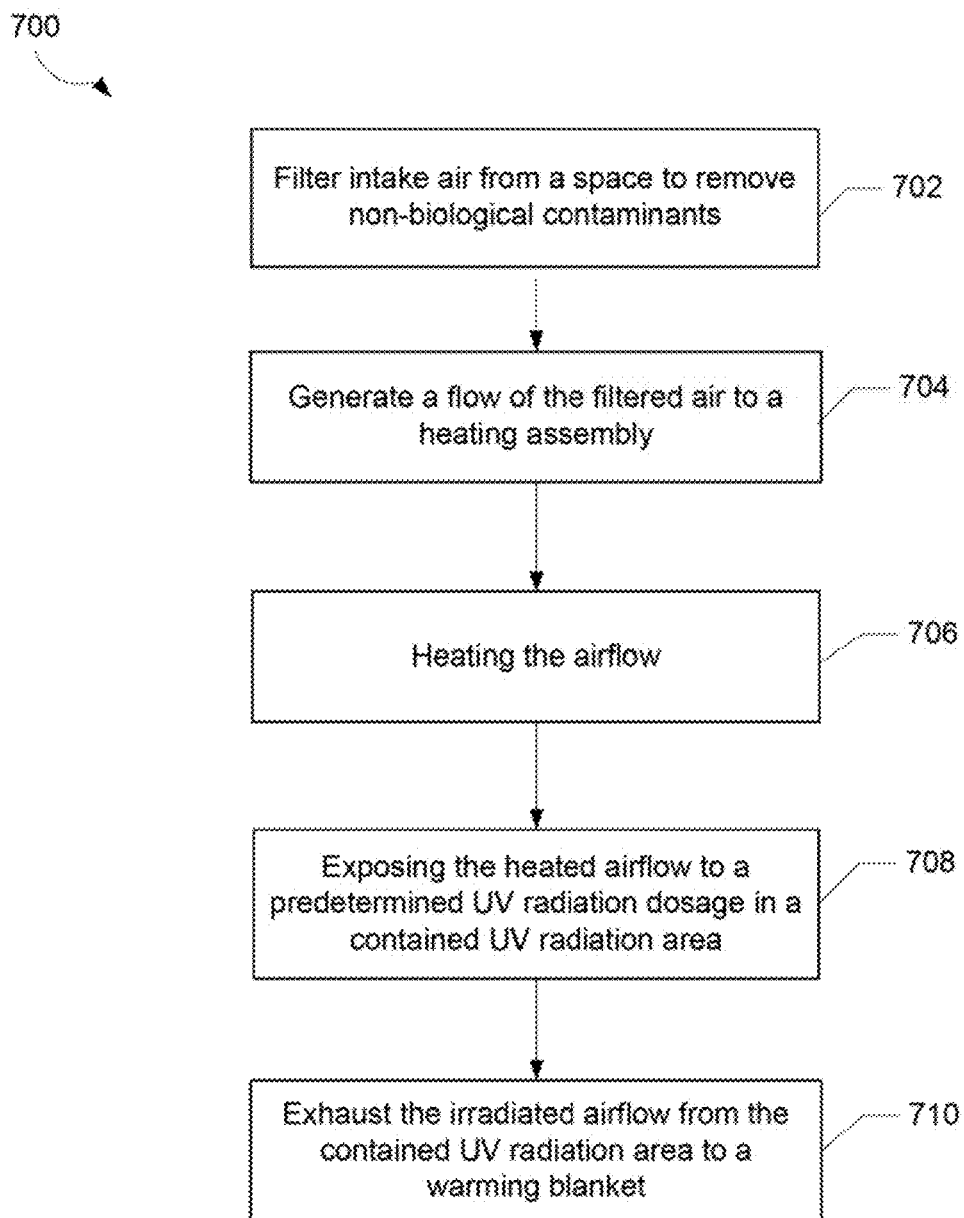 700
Filter intake air from a space to remove
non-biological contaminants
702
Generate a flow of the filtered air to a
heating assembly
704
Heating the airflow
706
Exposing the heated airflow to a
predetermined UV radiation dosage in a
contained UV radiation area
708
Exhaust the irradiated airflow from the
contained UV radiation area to a
warming blanket
710